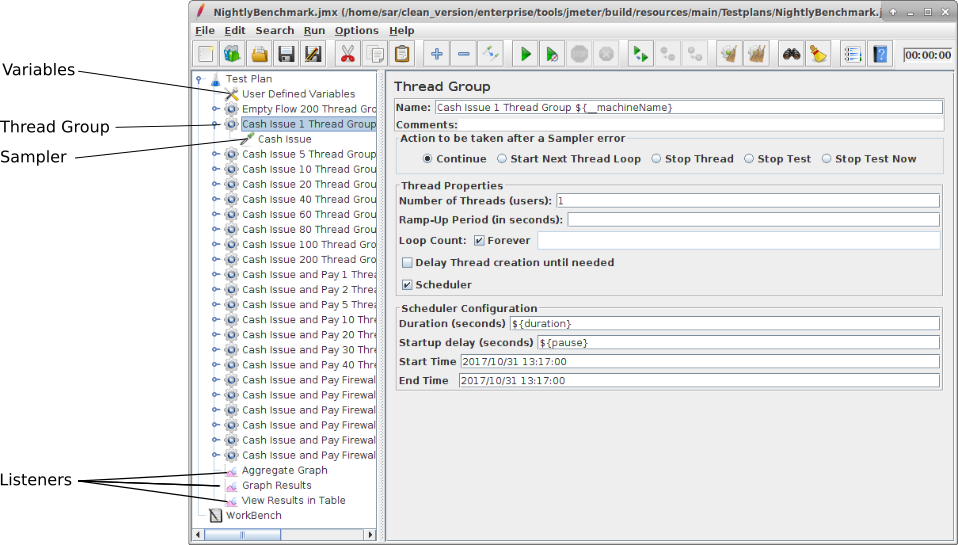 NightlyBenchmark.jmx (/home/sar/clean_version/enterprise/tools/jmeter/build/resources/main/Testplans/NightlyBenchmark.j
File Edit Search Run Options Help
00:00:00
Variables
Thread Group
Sampler
Listeners
Test Plan
User Defined Variables
Empty Flow 200 Thread Gro
Cash Issue 1 Thread Group
Cash Issue
Cash Issue 5 Thread Group
Cash Issue 10 Thread Grou
Cash Issue 20 Thread Grou
Cash Issue 40 Thread Grou
Cash Issue 60 Thread Grou
Cash Issue 80 Thread Grou
Cash Issue 100 Thread Gro
Cash Issue 200 Thread Gro
Cash Issue and Pay 1 Threa
Cash Issue and Pay 2 Threa
Cash Issue and Pay 5 Threa
Cash Issue and Pay 10 Thre
Cash Issue and Pay 20 Thre
Cash Issue and Pay 30 Thre
Cash Issue and Pay 40 Thre
Cash Issue and Pay Firewal
Cash Issue and Pay Firewal
Cash Issue and Pay Firewal
Cash Issue and Pay Firewal
Cash Issue and Pay Firewal
Cash Issue and Pay Firewal
Aggregate Graph
Graph Results
View Results in Table
WorkBench
Thread Group
Name: Cash Issue 1 Thread Group ${__machineName}
Comments:
Action to be taken after a Sampler error
Continue Start Next Thread Loop Stop Thread Stop Test Stop Test Now
Thread Properties
Number of Threads (users): 1
Ramp-Up Period (in seconds):
Loop Count: Forever
Delay Thread creation until needed
Scheduler
Scheduler Configuration
Duration (seconds) ${duration}
Startup delay (seconds) ${pause}
Start Time 2017/10/31 13:17:00
End Time 2017/10/31 13:17:00